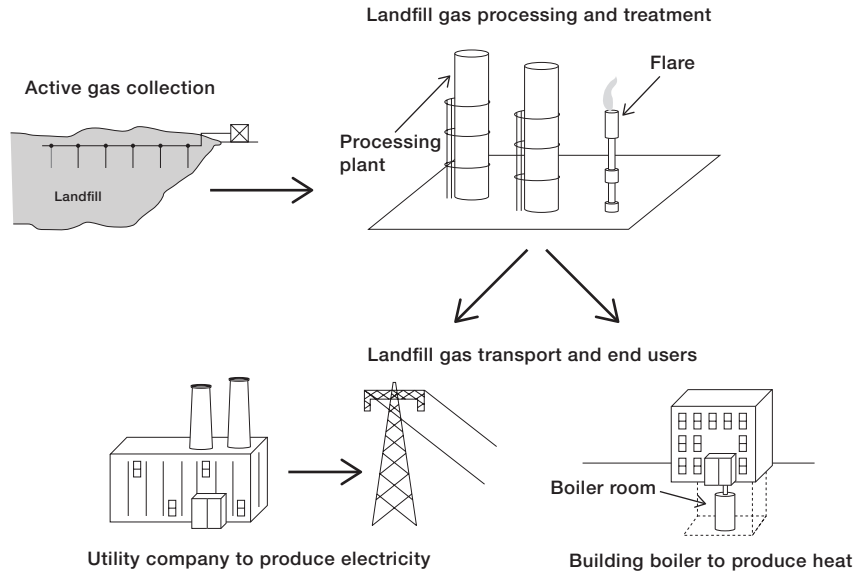 Landfill gas processing and treatment
Active gas collection
Flare
Processing
plant
Landfill
Landfill gas transport and end users
Boiler room
Utility company to produce electricity
Building boiler to produce heat